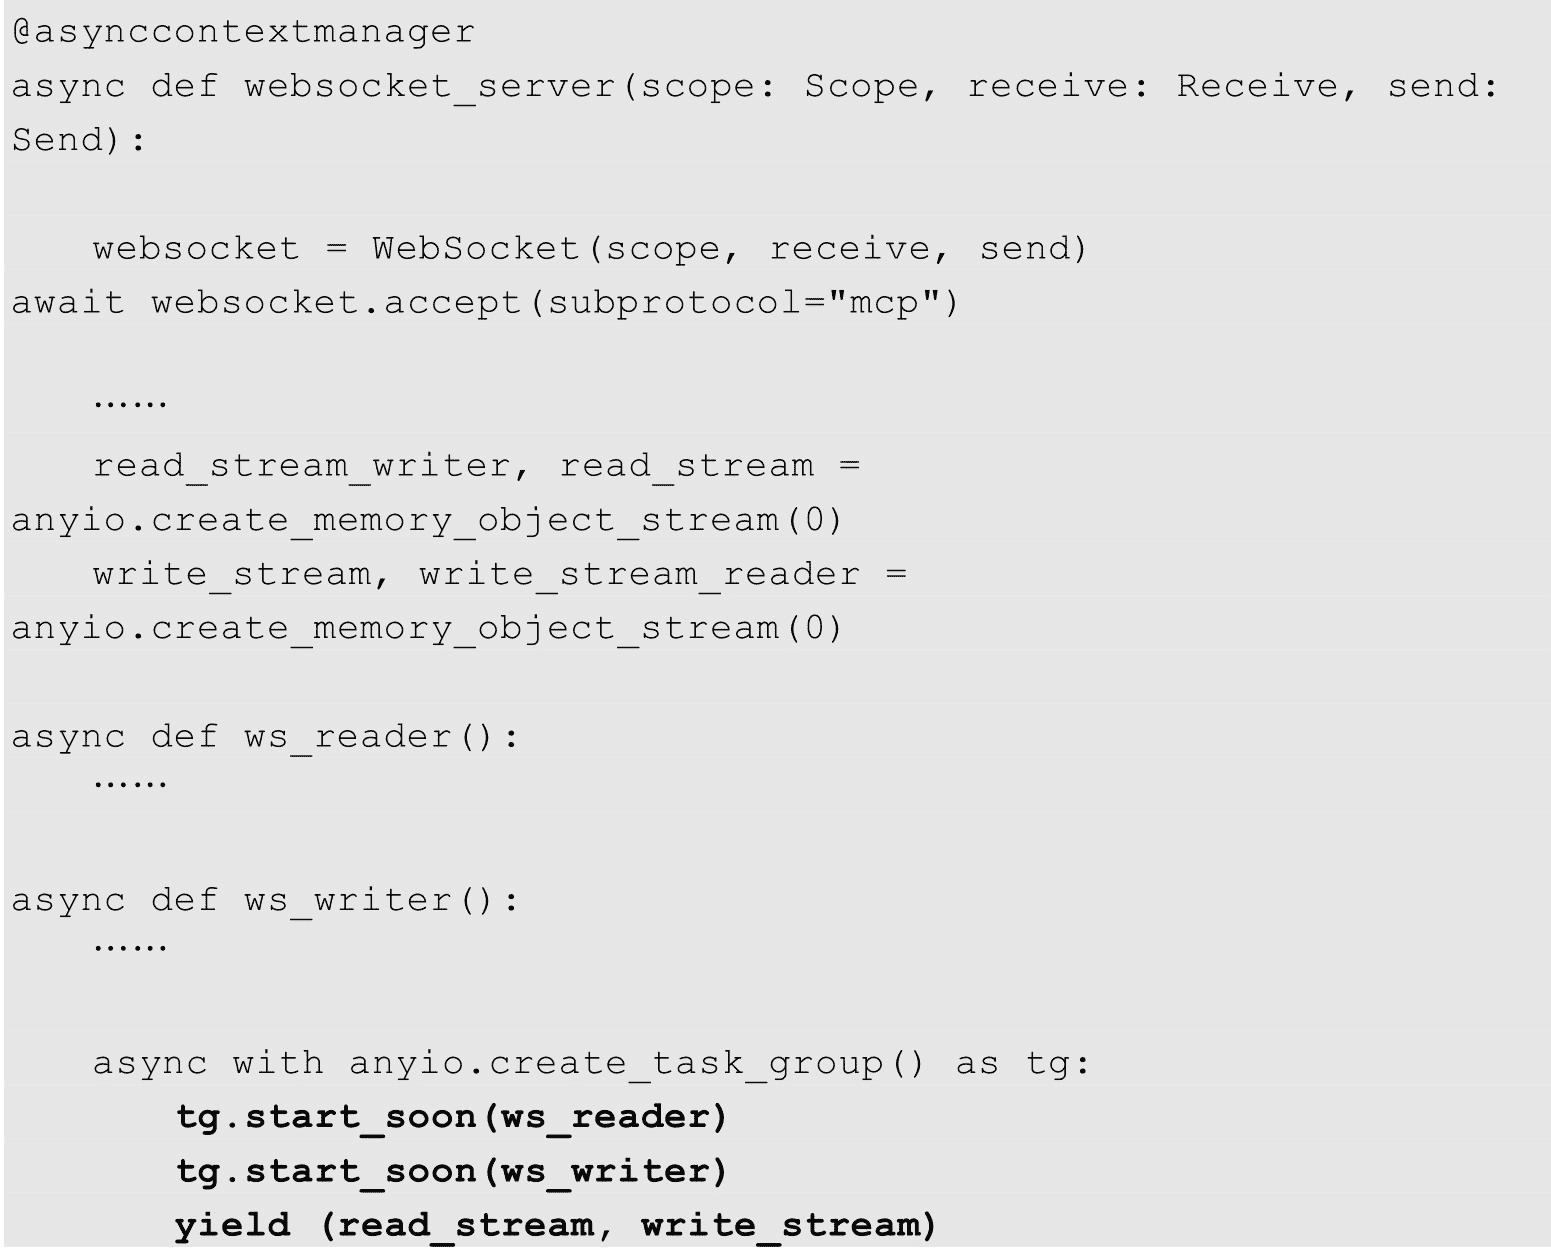 @asynccontextmanager
async def websocket_server(scope: Scope, receive: Receive, send:
Send):
    websocket = WebSocket(scope, receive, send)
await websocket.accept(subprotocol="mcp")
    ……
    read_stream_writer, read_stream =
anyio.create_memory_object_stream(0)
    write_stream, write_stream_reader =
anyio.create_memory_object_stream(0)
async def ws_reader():
    ……
async def ws_writer():
    ……
    async with anyio.create_task_group() as tg:
        tg.start_soon(ws_reader)
        tg.start_soon(ws_writer)
        yield (read_stream, write_stream)